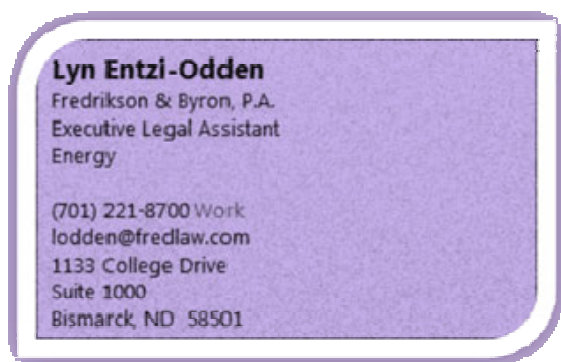 Lyn Entzi-Odden
Fredrikson & Byron, P.A.
Executive Legal Assistant
Energy
(701) 221-8700 Work
lodden@fredlaw.com
1133 College Drive
Suite 1000
Bismarck, ND 58501